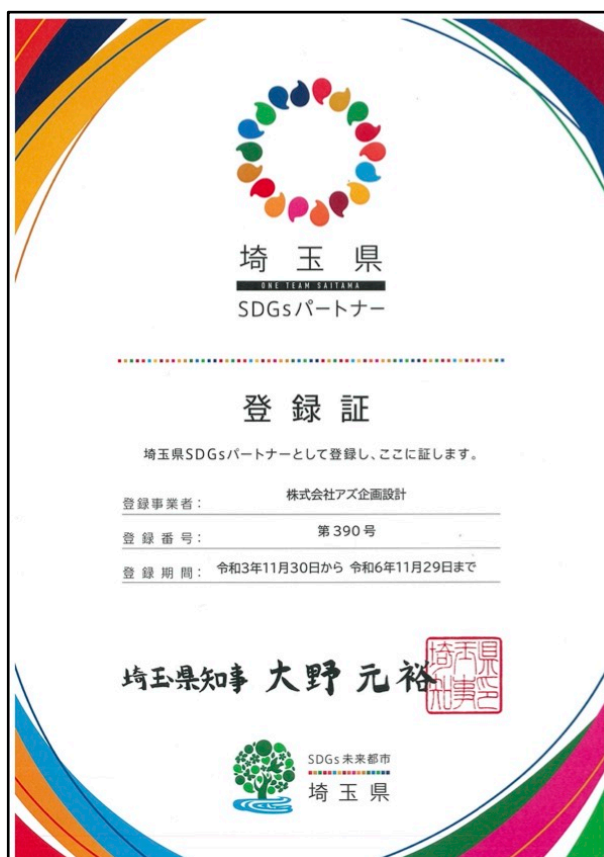 埼玉県
ONE TEAM SAITAMA
SDGsパートナー
登録証
埼玉県SDGsパートナーとして登録し、ここに証します。
登録事業者： 株式会社アズ企画設計
登録番号： 第390号
登録期間： 令和3年11月30日から 令和6年11月29日まで
埼玉県知事 大野元裕
埼玉県知事印
SDGs未来都市
埼玉県